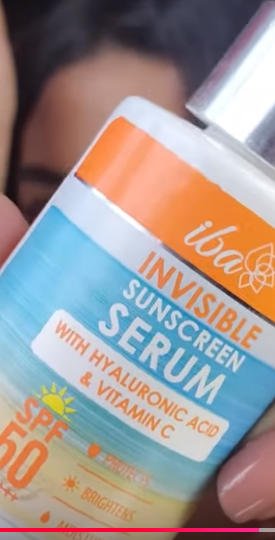 iba
INVISIBLE
SUNSCREEN
SERUM
WITH HYALURONIC ACID
& VITAMIN C
SPF
50
PROTECTS
BRIGHTENS